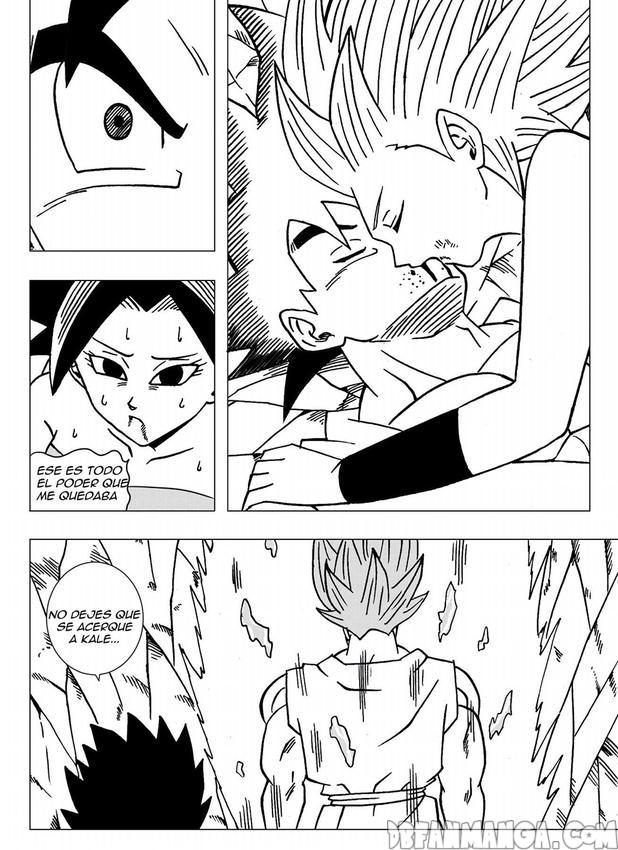 ESE ES TODO
EL PODER QUE
ME QUEDABA
NO DEJES QUE
SE ACERQUE
A KALE...
DBFANMANGA.COM